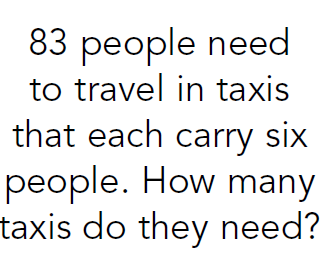 83 people need
to travel in taxis
that each carry six
people. How many
taxis do they need?